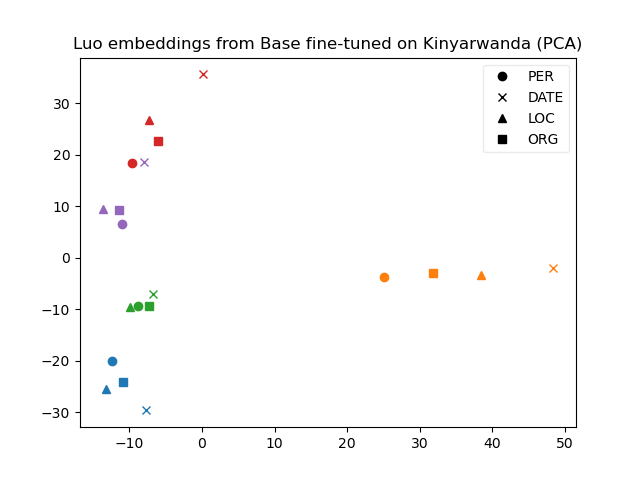 Luo embeddings from Base fine-tuned on Kinyarwanda (PCA)
PER
DATE
LOC
ORG
30
20
10
0
−10
−20
−30
−10 0 10 20 30 40 50